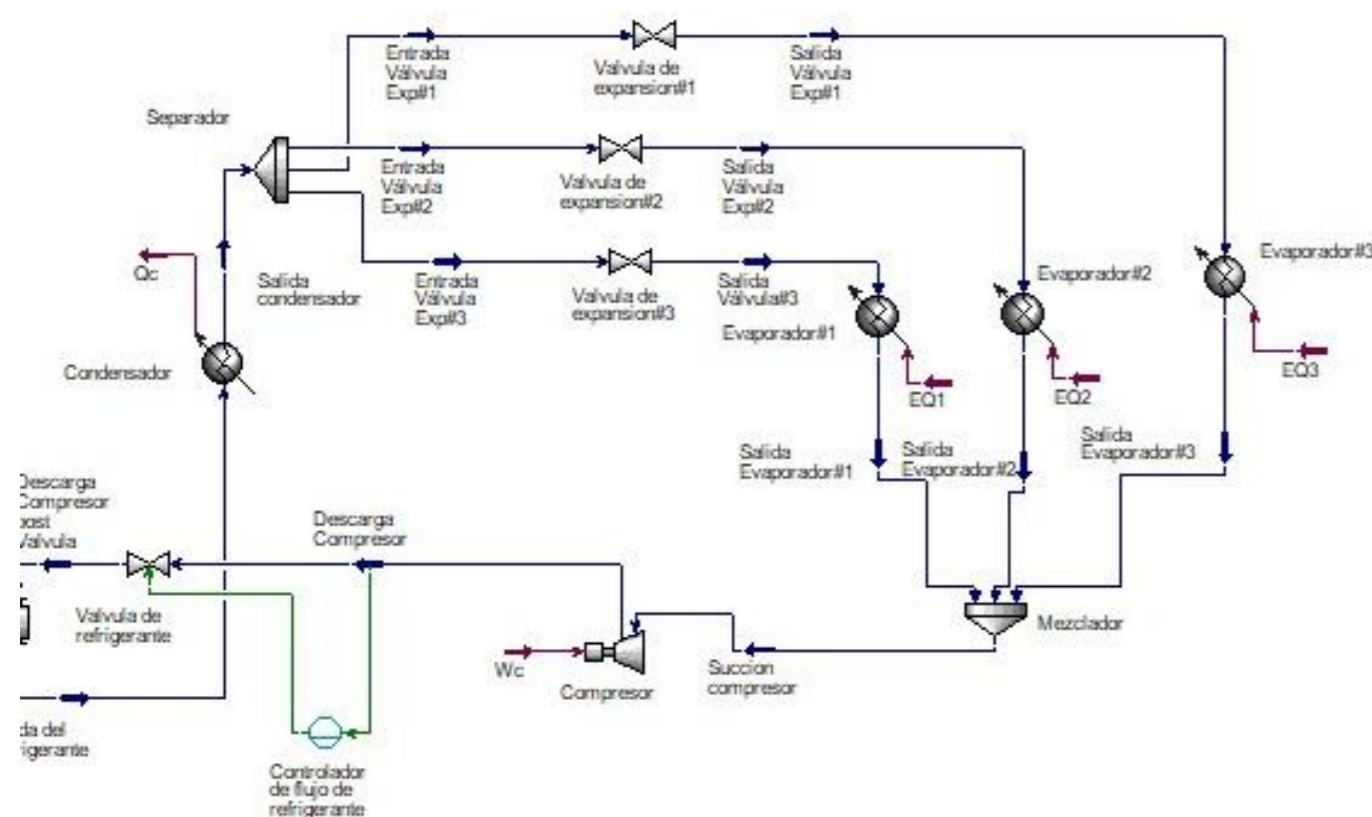 Entrada
Válvula
Exp#1
Valvula de
expansion#1
Salida
Válvula
Exp#1
Separador
Entrada
Válvula
Exp#2
Valvula de
expansion#2
Salida
Válvula
Exp#2
Qc
Salida
condensador
Entrada
Válvula
Exp#3
Valvula de
expansion#3
Salida
Válvula#3
Evaporador#1
Evaporador#2
Evaporador#3
Condensador
EQ1
EQ2
EQ3
Salida
Evaporador#1
Salida
Evaporador#2
Salida
Evaporador#3
Descarga
Compresor
post
Valvula
Descarga
Compresor
Valvula de
refrigerante
Wc
Compresor
Succion
compresor
Mezclador
da del
rigerante
Controlador
de flujo de
refrigerante